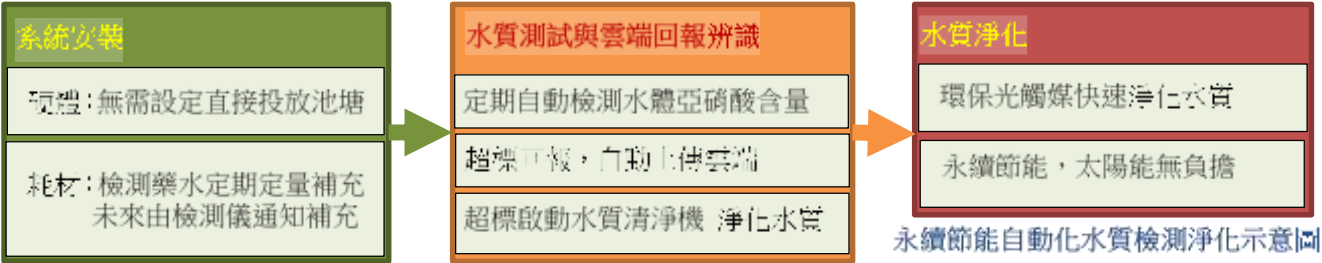 系統安裝
硬體：無需設定直接投放池塘
耗材：檢測藥水定期定量補充
未來由檢測儀通知補充
水質測試與雲端回報辨識
定期自動檢測水體亞硝酸含量
超標回報，自動上傳雲端
超標啟動水質清淨機 淨化水質
水質淨化
環保光觸媒快速淨化水質
永續節能，太陽能無負擔
永續節能自動化水質檢測淨化示意圖